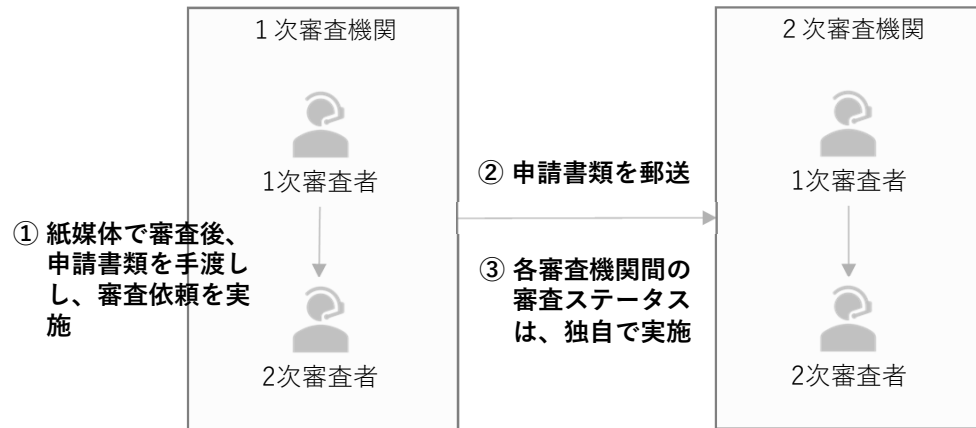 1次審査機関
1次審査者
2次審査者
① 紙媒体で審査後、
申請書類を手渡し
し、審査依頼を実
施
② 申請書類を郵送
③ 各審査機関間の
審査ステータス
は、独自で実施
2次審査機関
1次審査者
2次審査者